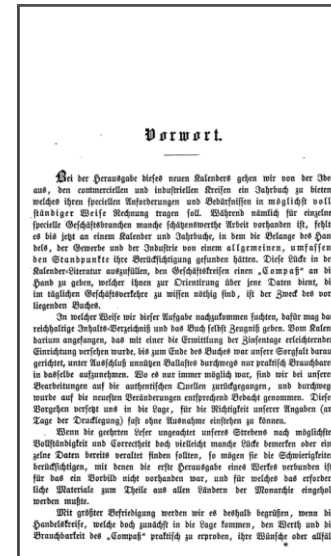 Vorwort.
Bei der Herausgabe dieses neuen Kalenders gehen wir von der Ide
aus, den commerciellen und industriellen Kreisen ein Jahrbuch zu bieten
welches ihren speciellen Anforderungen und Bedürfnissen in möglichst voll
ständiger Weise Rechnung tragen soll. Während nämlich für einzelne
specielle Geschäftsbranchen manche schätzenswerthe Arbeit vorhanden ist, fehlt
es bis jetzt an einem Kalender und Jahrbuche, in dem die Belange des Han
dels, der Gewerbe und der Industrie von einem allgemeinen, umfassen
den Standpunkte ihre Berücksichtigung gefunden hätten. Diese Lücke in de
Kalender-Literatur auszufüllen, den Geschäftskreisen einen „Compaß“ an di
Hand zu geben, welcher ihnen zur Orientirung über jene Daten dient, di
im täglichen Geschäftsverkehre zu wissen nöthig sind, ist der Zweck des vor
liegenden Buches.
In welcher Weise wir dieser Aufgabe nachzukommen suchten, dafür mag da
reichhaltige Inhalts-Verzeichniß und das Buch selbst Zeugniß geben. Vom Kalen
darium angefangen, das mit einer die Ermittlung der Zinsentage erleichternder
Einrichtung versehen wurde, bis zum Ende des Buches war unsere Sorgfalt darau
gerichtet, unter Ausschluß unnützen Ballastes durchwegs nur praktisch Brauchbare
in dasselbe aufzunehmen. Wo es nur immer möglich war, sind wir bei unsere
Bearbeitungen auf die authentischen Quellen zurückgegangen, und durchweg
wurde auf die neuesten Veränderungen entsprechend Bedacht genommen. Diese
Vorgehen versetzt uns in die Lage, für die Richtigkeit unserer Angaben (am
Tage der Drucklegung) fast ohne Ausnahme einstehen zu können.
Wenn die geehrten Leser ungeachtet unseres Strebens nach möglichste
Vollständigkeit und Correctheit doch vielleicht manche Lücke bemerken oder ein
zelne Daten bereits veraltet finden sollten, so mögen sie die Schwierigkeite
berücksichtigen, mit denen die erste Herausgabe eines Werkes verbunden ist
für das ein Vorbild nicht vorhanden war, und für welches das erforder
liche Materiale zum Theile aus allen Ländern der Monarchie eingehol
werden mußte.
Mit größter Befriedigung werden wir es deshalb begrüßen, wenn di
Handelskreise, welche doch zunächst in die Lage kommen, den Werth und di
Brauchbarkeit des „Compaß“ praktisch zu erproben, ihre Wünsche oder allfäl
*